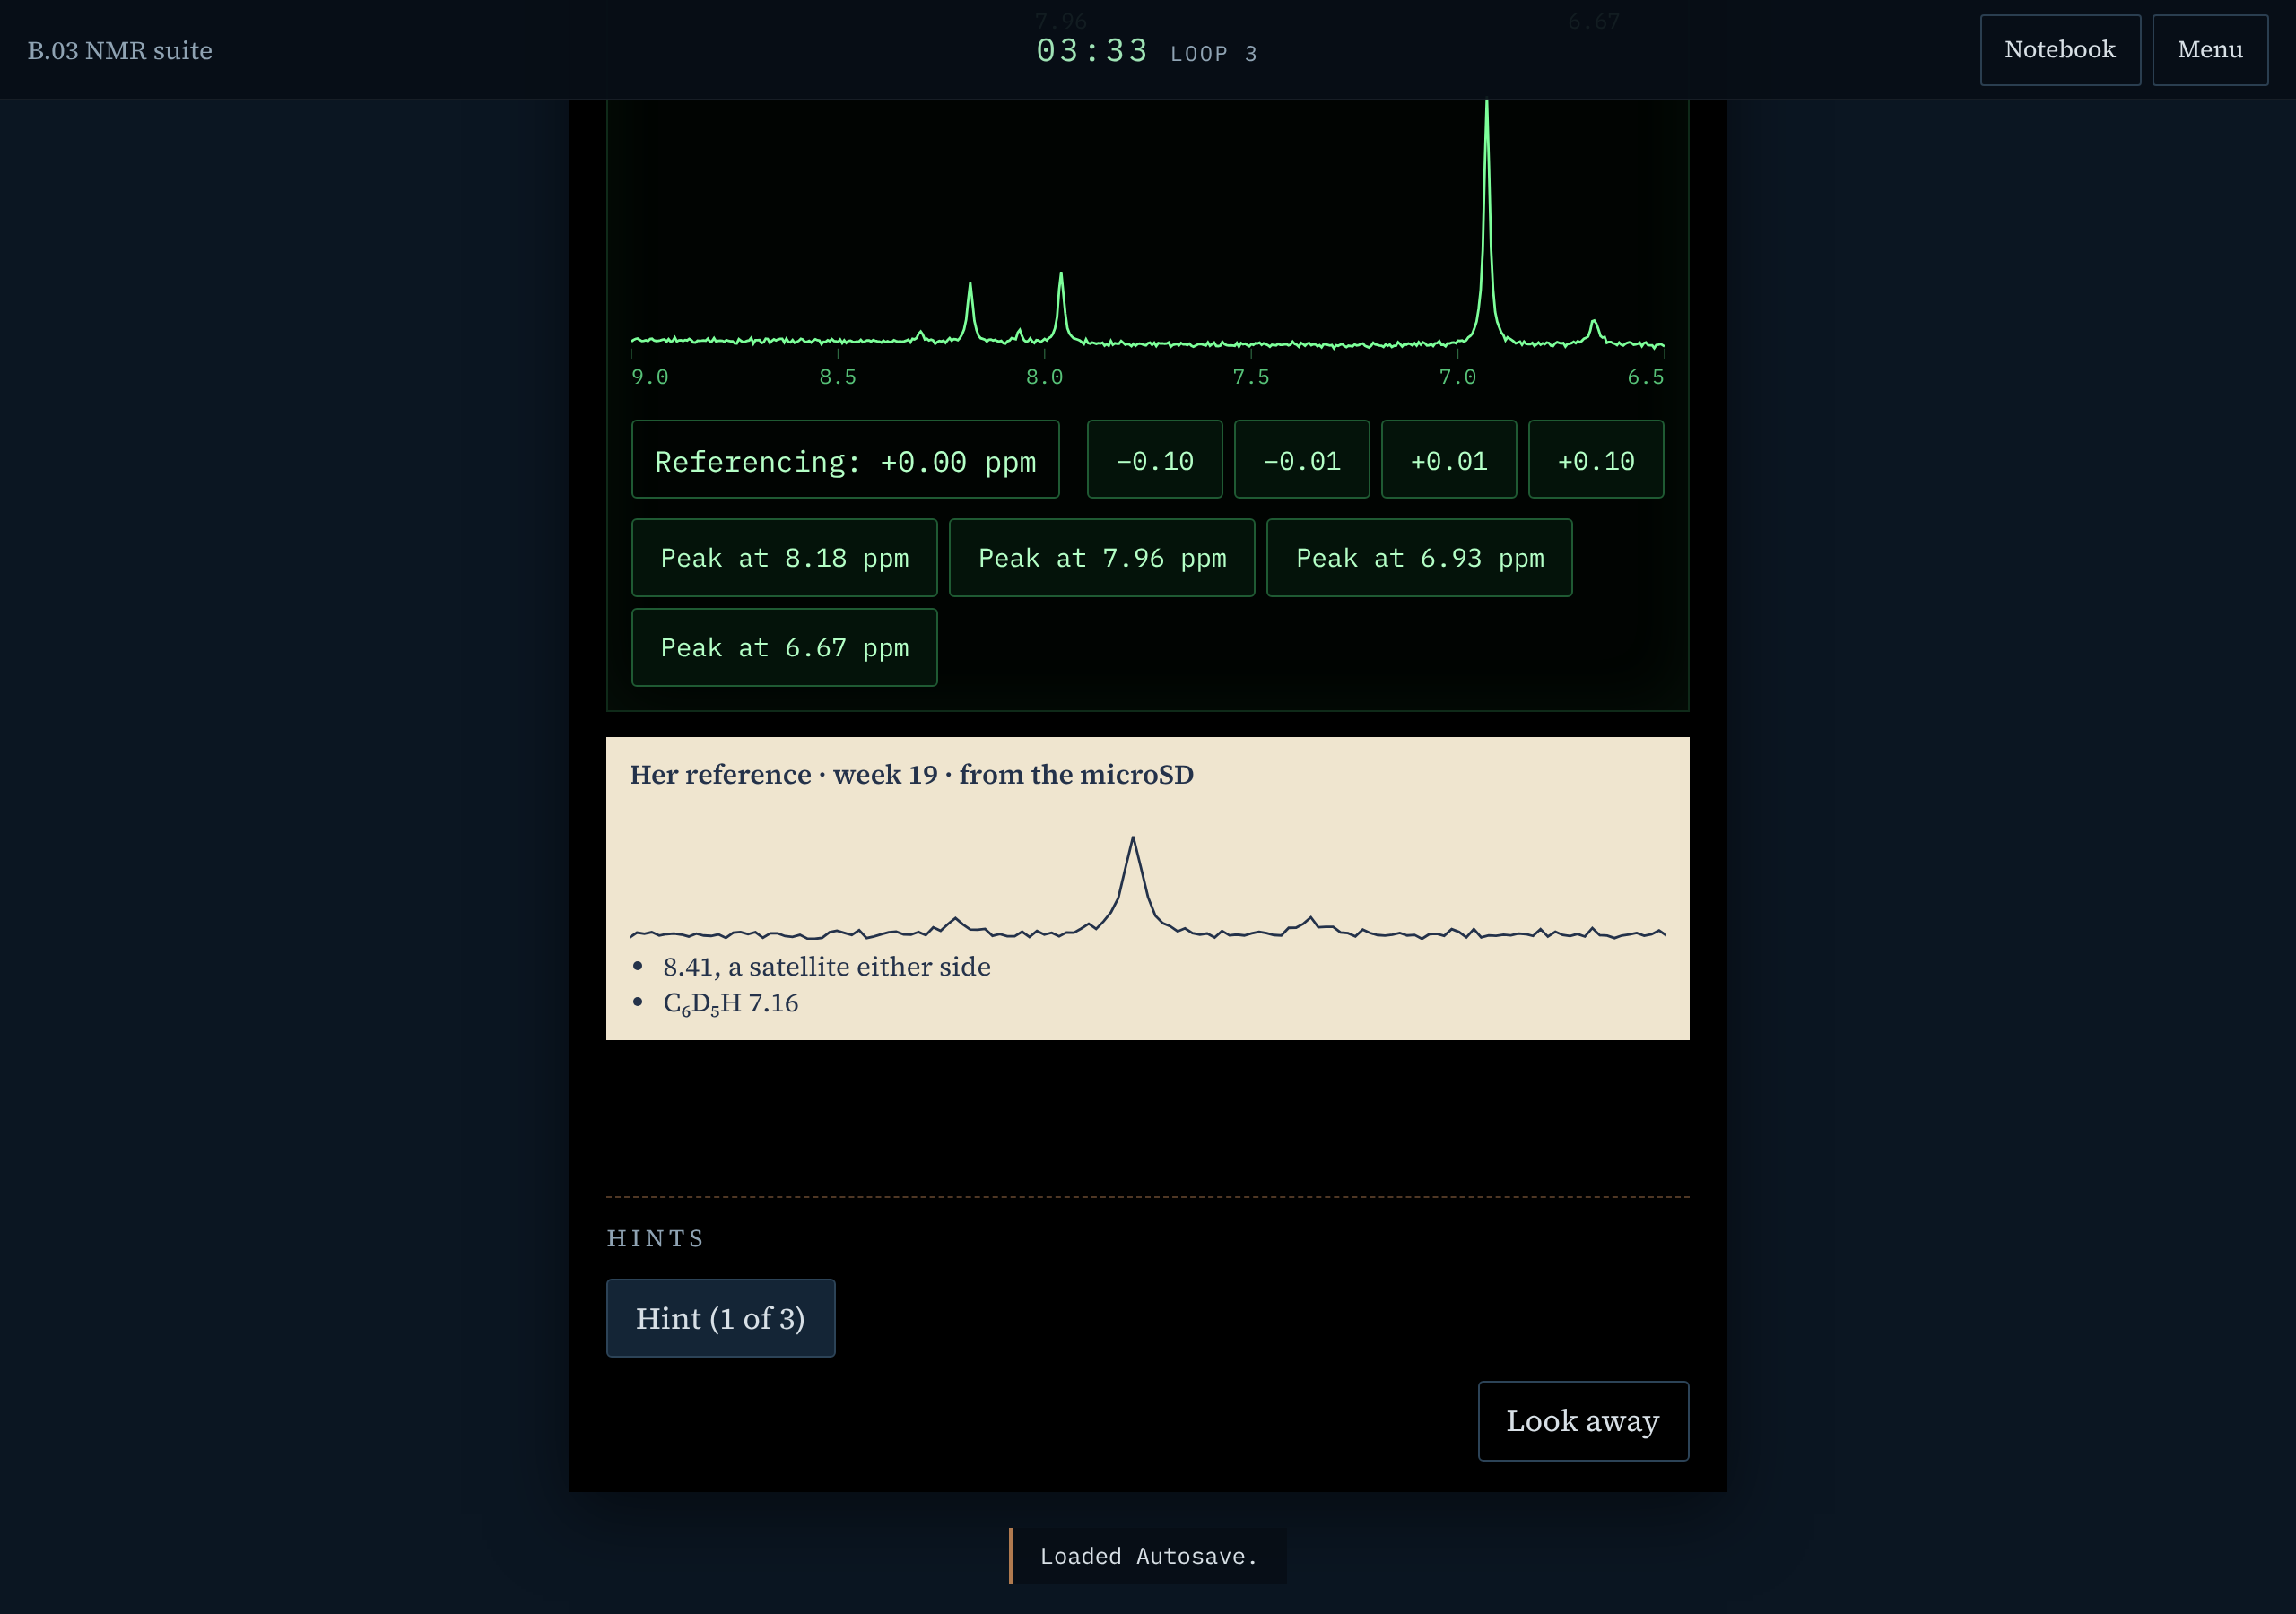 7.96 6.67
B.03 NMR suite
03:33 LOOP 3
Notebook
Menu
9.0 8.5 8.0 7.5 7.0 6.5
Referencing: +0.00 ppm
−0.10
−0.01
+0.01
+0.10
Peak at 8.18 ppm
Peak at 7.96 ppm
Peak at 6.93 ppm
Peak at 6.67 ppm
Her reference · week 19 · from the microSD
• 8.41, a satellite either side
• C₆D₅H 7.16
HINTS
Hint (1 of 3)
Look away
Loaded Autosave.